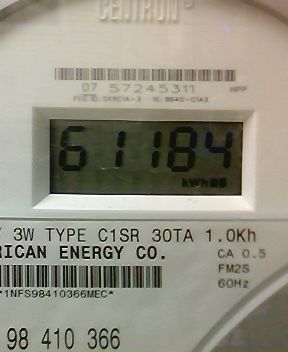 CENTRON
07 57245311 HPP
61184
kWh
3W TYPE C1SR 30TA 1.0Kh
RICAN ENERGY CO.
CA 0.5
FM2S
60Hz
*1NFS98410366MEC*
98 410 366